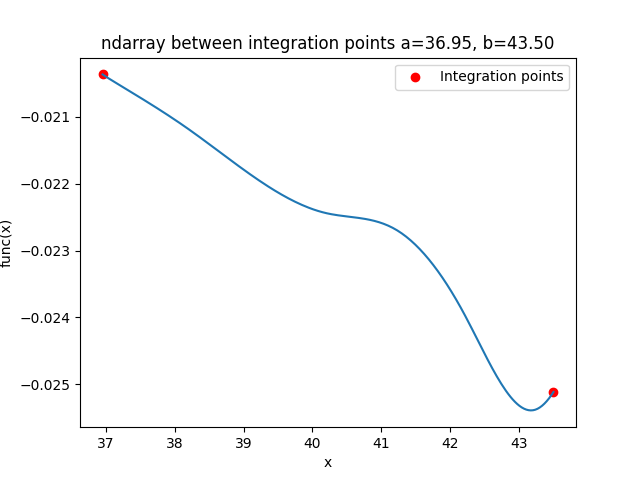 ndarray between integration points a=36.95, b=43.50
Integration points
−0.021
−0.022
−0.023
−0.024
−0.025
func(x)
37 38 39 40 41 42 43
x